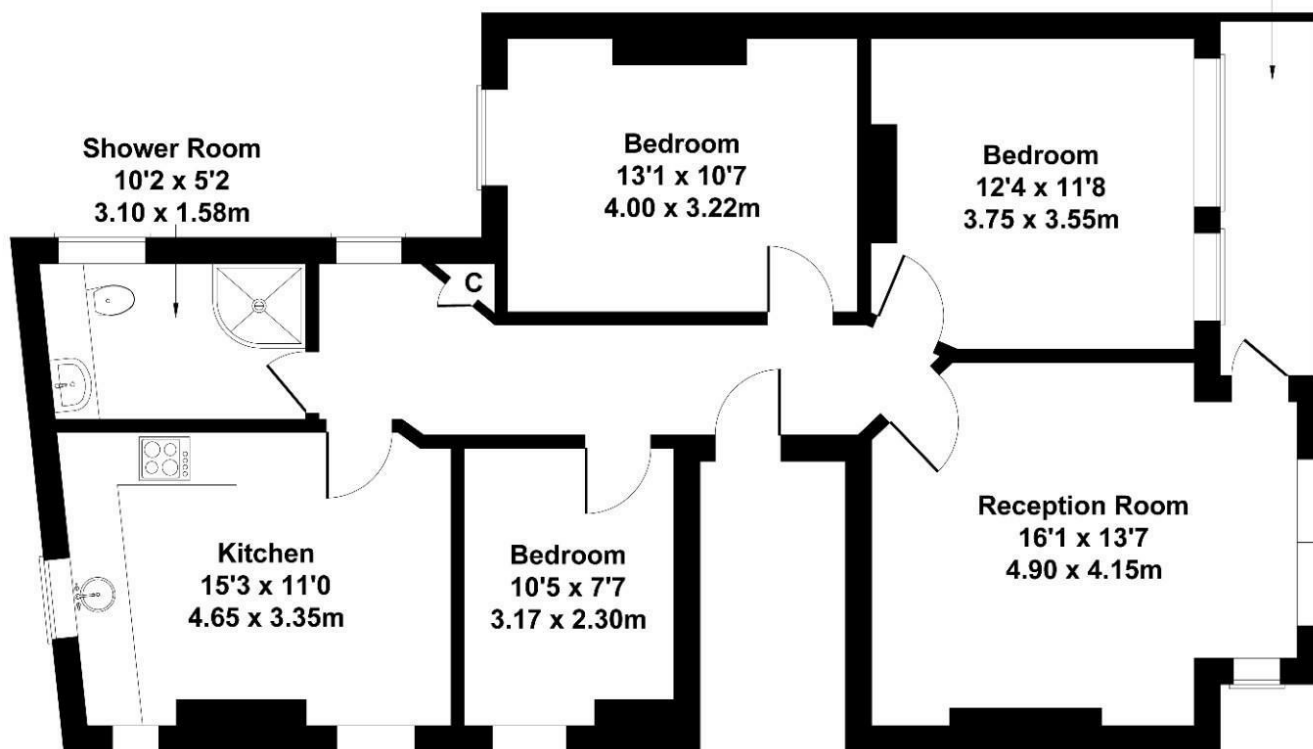 Shower Room
10'2 x 5'2
3.10 x 1.58m
Bedroom
13'1 x 10'7
4.00 x 3.22m
Bedroom
12'4 x 11'8
3.75 x 3.55m
C
Kitchen
15'3 x 11'0
4.65 x 3.35m
Bedroom
10'5 x 7'7
3.17 x 2.30m
Reception Room
16'1 x 13'7
4.90 x 4.15m